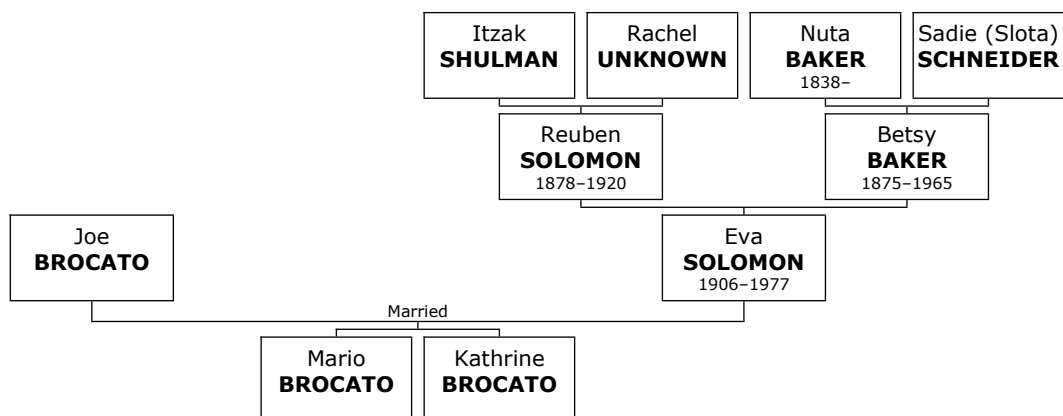 Itzak
SHULMAN
Rachel
UNKNOWN
Nuta
BAKER
1838–
Sadie (Slota)
SCHNEIDER
Reuben
SOLOMON
1878–1920
Betsy
BAKER
1875–1965
Joe
BROCATO
Eva
SOLOMON
1906–1977
Married
Mario
BROCATO
Kathrine
BROCATO